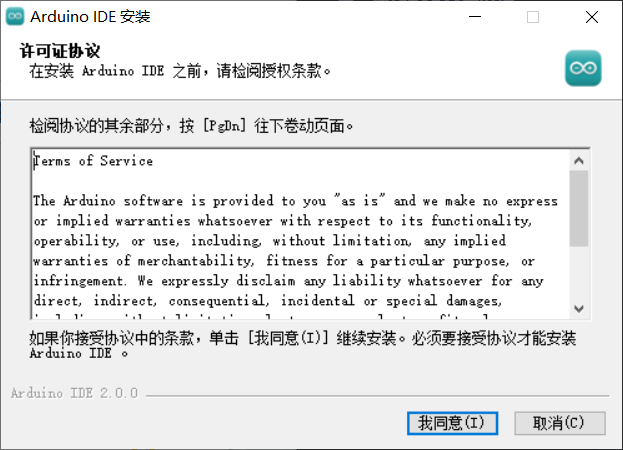 Arduino IDE 安装
许可证协议
在安装 Arduino IDE 之前，请检阅授权条款。
检阅协议的其余部分，按 [PgDn] 往下卷动页面。
Terms of Service
The Arduino software is provided to you "as is" and we make no express
or implied warranties whatsoever with respect to its functionality,
operability, or use, including, without limitation, any implied
warranties of merchantability, fitness for a particular purpose, or
infringement. We expressly disclaim any liability whatsoever for any
direct, indirect, consequential, incidental or special damages,
如果你接受协议中的条款，单击 [我同意(I)] 继续安装。必须要接受协议才能安装
Arduino IDE 。
Arduino IDE 2.0.0
我同意(I)
取消(C)